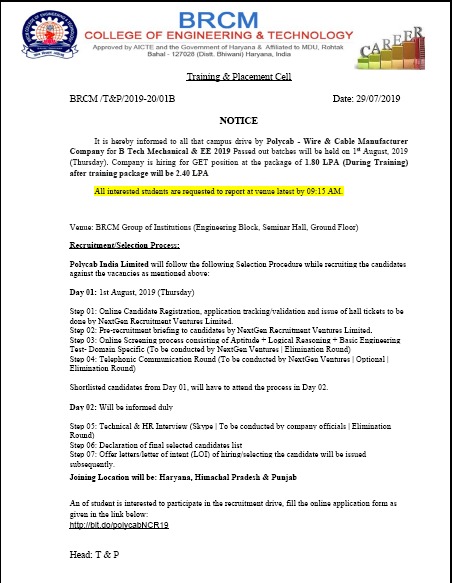 BRCM
COLLEGE OF ENGINEERING & TECHNOLOGY
Approved by AICTE and the Government of Haryana & Affiliated to MDU, Rohtak
Bahal - 127028 (Distt. Bhiwani) Haryana, India
CAREER
Training & Placement Cell
BRCM /T&P/2019-20/01B Date: 29/07/2019
NOTICE
It is hereby informed to all that campus drive by Polycab - Wire & Cable Manufacturer
Company for B Tech Mechanical & EE 2019 Passed out batches will be held on 1st August, 2019
(Thursday). Company is hiring for GET position at the package of 1.80 LPA (During Training)
after training package will be 2.40 LPA
All interested students are requested to report at venue latest by 09:15 AM.
Venue: BRCM Group of Institutions (Engineering Block, Seminar Hall, Ground Floor)
Recruitment/Selection Process:
Polycab India Limited will follow the following Selection Procedure while recruiting the candidates
against the vacancies as mentioned above:
Day 01: 1st August, 2019 (Thursday)
Step 01: Online Candidate Registration, application tracking/validation and issue of hall tickets to be
done by NextGen Recruitment Ventures Limited.
Step 02: Pre-recruitment briefing to candidates by NextGen Recruitment Ventures Limited.
Step 03: Online Screening process consisting of Aptitude + Logical Reasoning + Basic Engineering
Test- Domain Specific (To be conducted by NextGen Ventures | Elimination Round)
Step 04: Telephonic Communication Round (To be conducted by NextGen Ventures | Optional |
Elimination Round)
Shortlisted candidates from Day 01, will have to attend the process in Day 02.
Day 02: Will be informed duly
Step 05: Technical & HR Interview (Skype | To be conducted by company officials | Elimination
Round)
Step 06: Declaration of final selected candidates list
Step 07: Offer letters/letter of intent (LOI) of hiring/selecting the candidate will be issued
subsequently.
Joining Location will be: Haryana, Himachal Pradesh & Punjab
An of student is interested to participate in the recruitment drive, fill the online application form as
given in the link below:
http://bit.do/polycabNCR19
Head: T & P